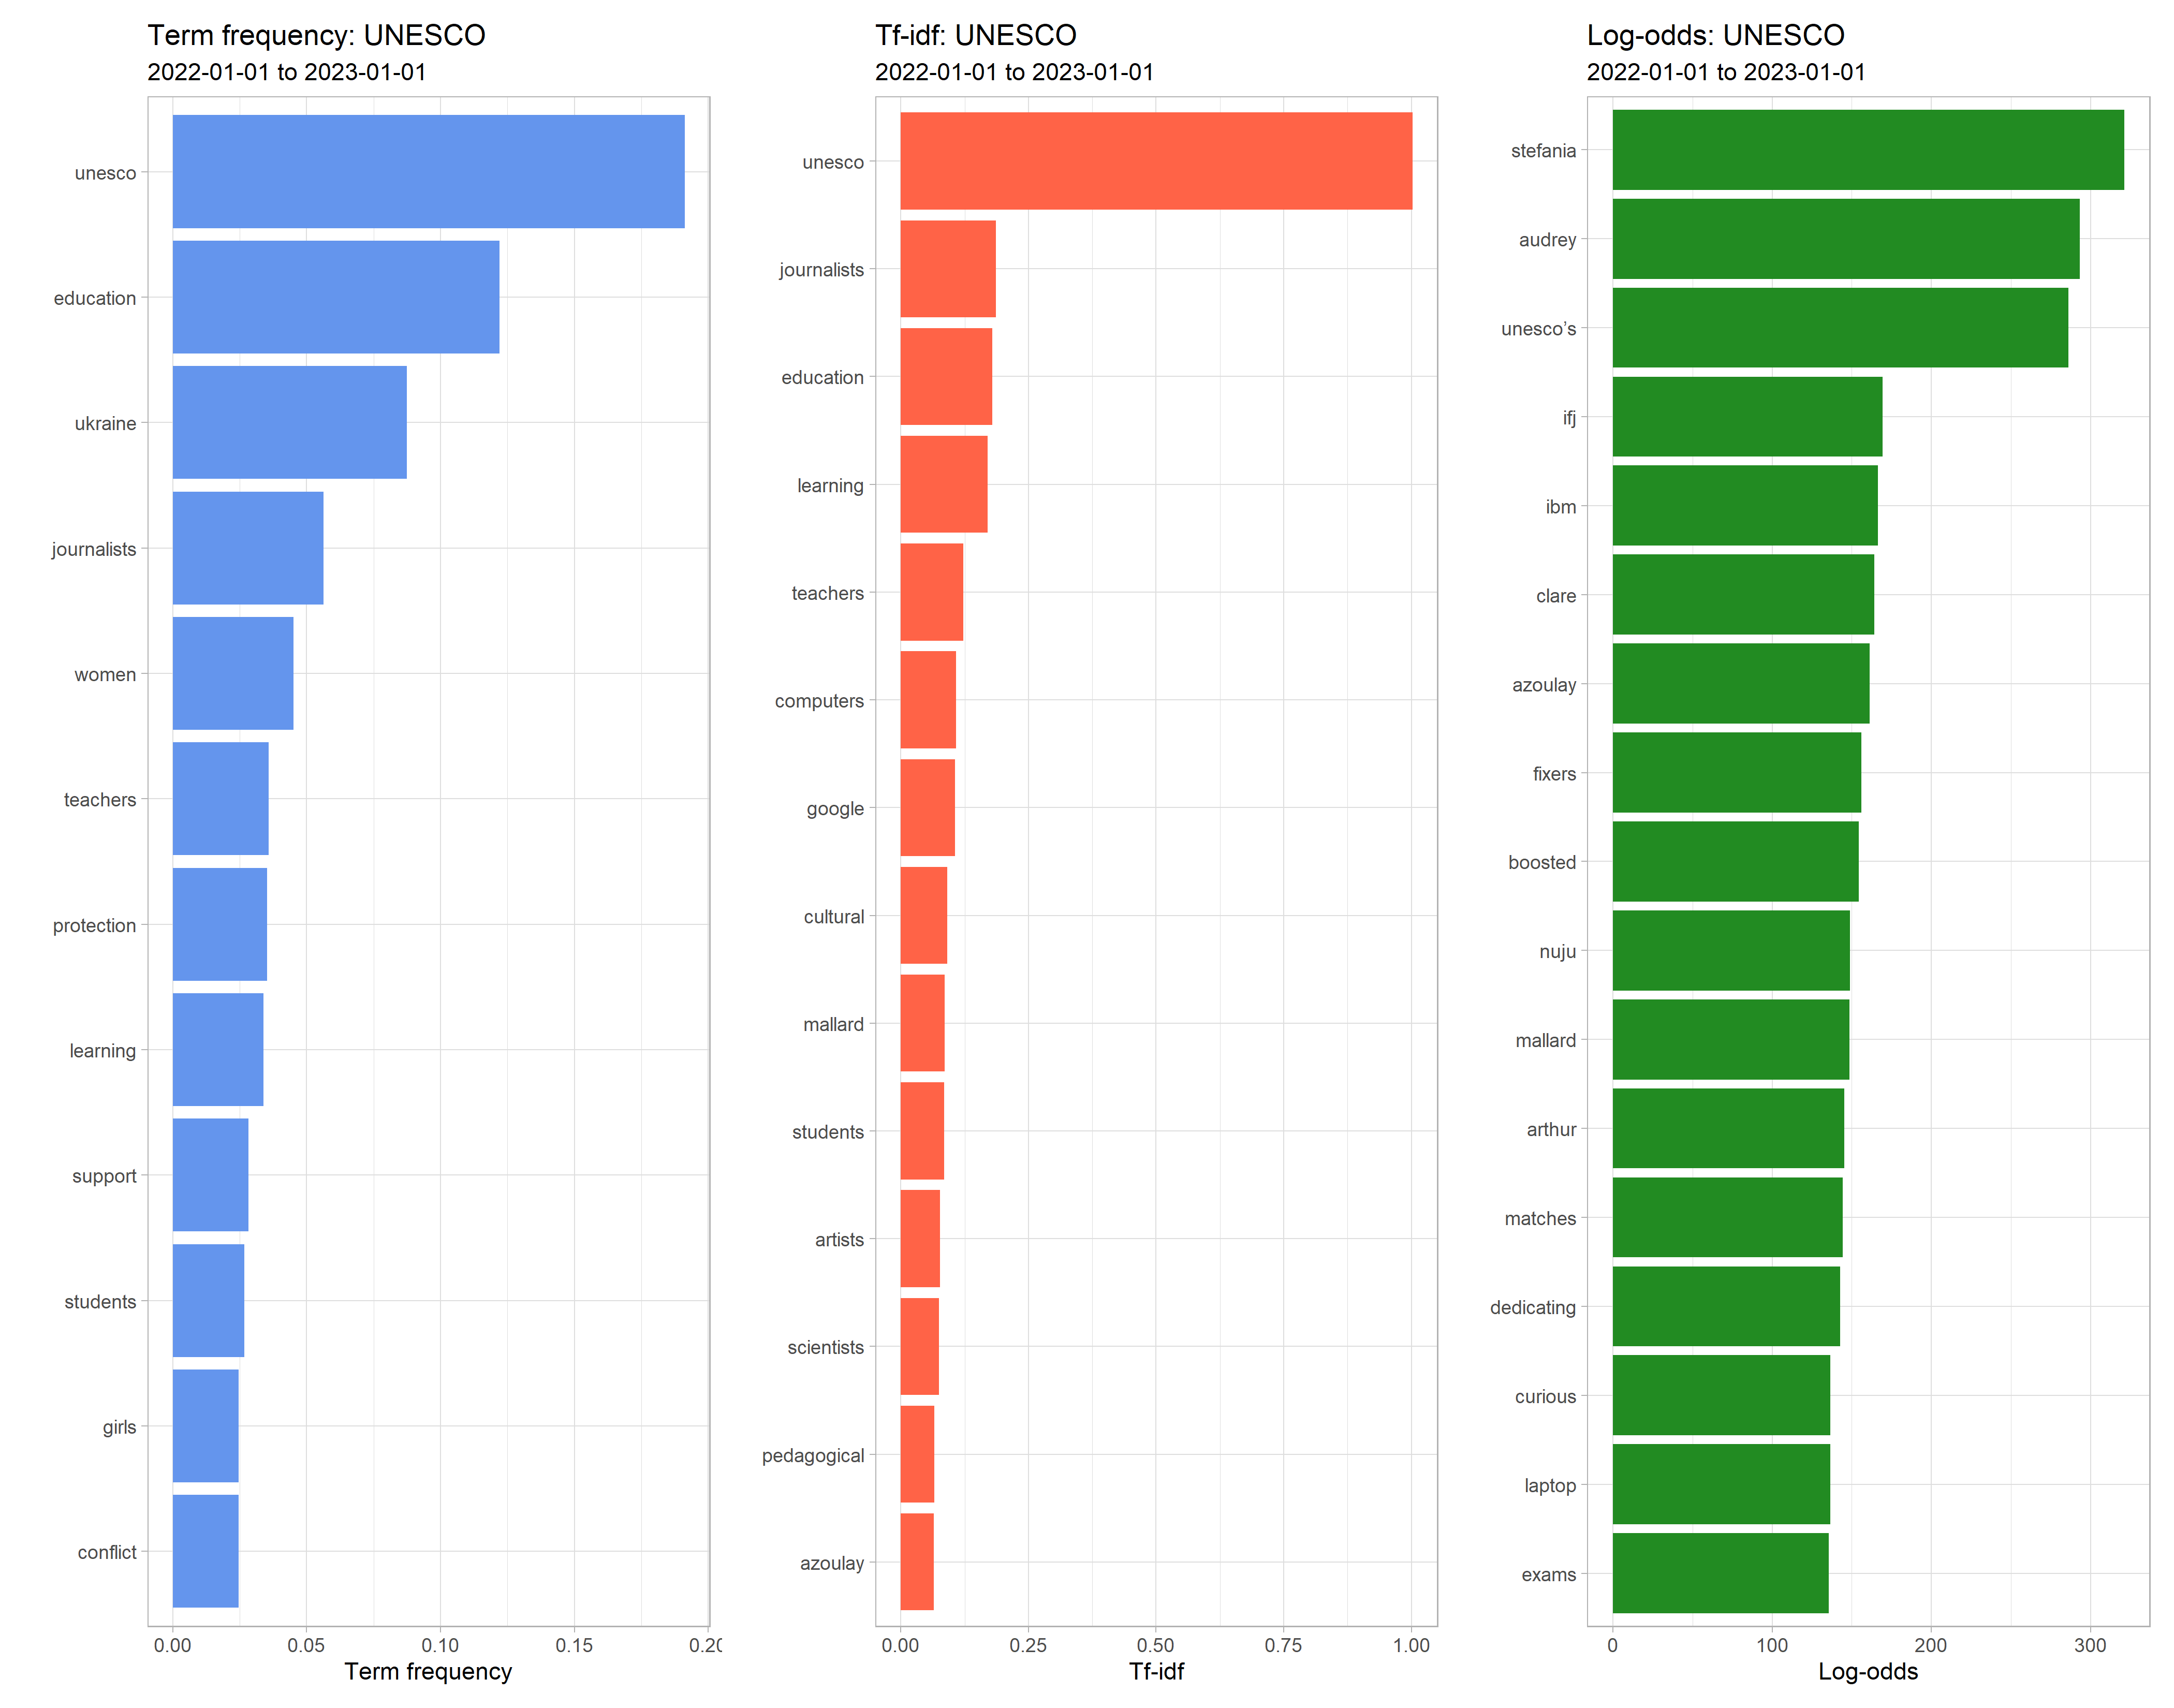 Term frequency: UNESCO
2022-01-01 to 2023-01-01
unesco
education
ukraine
journalists
women
teachers
protection
learning
support
students
girls
conflict
0.00 0.05 0.10 0.15 0.20
Term frequency
Tf-idf: UNESCO
2022-01-01 to 2023-01-01
unesco
journalists
education
learning
teachers
computers
google
cultural
mallard
students
artists
scientists
pedagogical
azoulay
0.00 0.25 0.50 0.75 1.00
Tf-idf
Log-odds: UNESCO
2022-01-01 to 2023-01-01
stefania
audrey
unesco’s
ifj
ibm
clare
azoulay
fixers
boosted
nuju
mallard
arthur
matches
dedicating
curious
laptop
exams
0 100 200 300
Log-odds